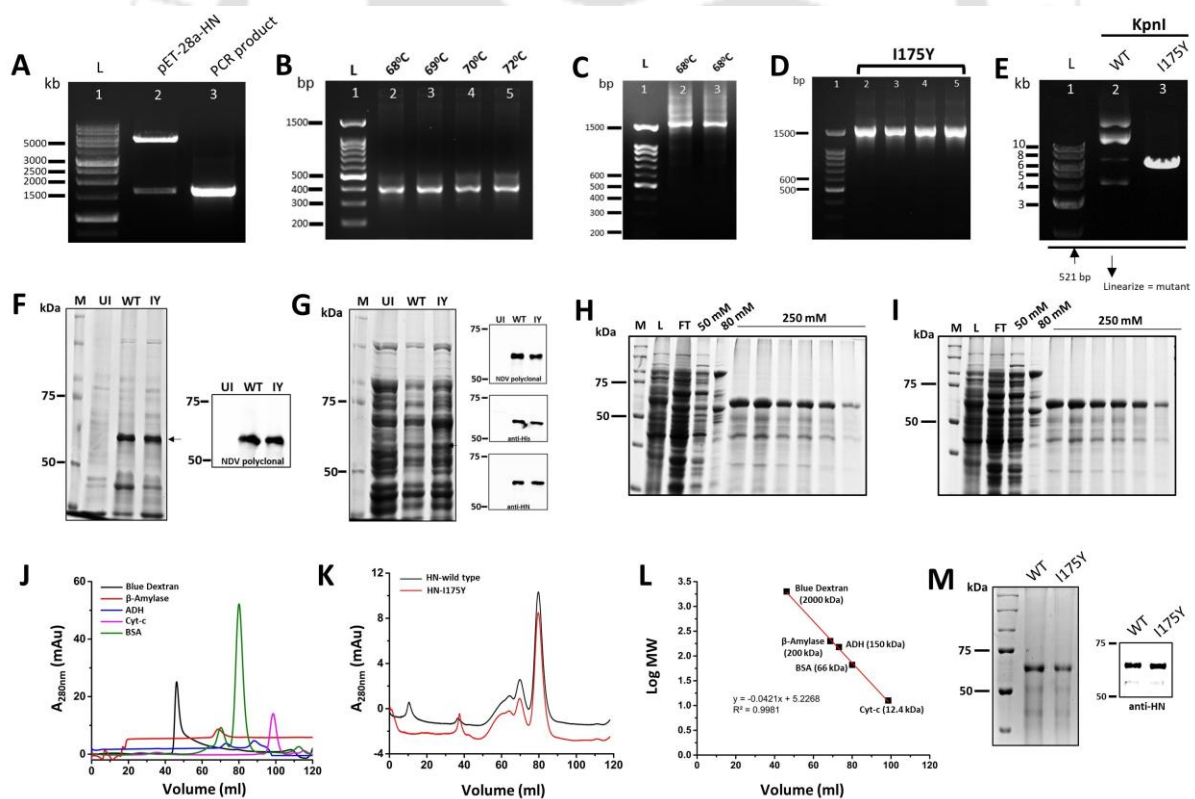 A
kb
L
pET-28a-HN
PCR product
1 2 3
5000
3000
2500
2000
1500
B
bp
L 68ºC 69ºC 70ºC 72ºC
1 2 3 4 5
1500
500
400
300
200
C
bp
L 68ºC 68ºC
1 2 3
1500
600
500
400
300
200
D
bp
I175Y
1 2 3 4 5
1500
600
500
E
kb
KpnI
L WT I175Y
1 2 3
10
8
6
5
4
3
521 bp
Linearize = mutant
F
kDa
M UI WT IY
75
50
UI WT IY
50
NDV polyclonal
G
kDa
M UI WT IY
75
50
UI WT IY
75
50
NDV polyclonal
75
50
anti-His
75
50
anti-HN
H
kDa
M L FT 50 mM 80 mM 250 mM
75
50
I
kDa
M L FT 50 mM 80 mM 250 mM
75
50
J
A280nm (mAu)
60
40
20
0
Blue Dextran
β-Amylase
ADH
Cyt-c
BSA
0 20 40 60 80 100 120
Volume (ml)
K
A280nm (mAu)
12
8
4
0
-4
HN-wild type
HN-I175Y
0 20 40 60 80 100 120
Volume (ml)
L
Log MW
3.5
3.0
2.5
2.0
1.5
1.0
0.5
0.0
Blue Dextran
(2000 kDa)
β-Amylase
(200 kDa)
ADH (150 kDa)
BSA (66 kDa)
Cyt-c (12.4 kDa)
y = -0.0421x + 5.2268
R² = 0.9981
0 20 40 60 80 100 120
Volume (ml)
M
kDa
WT I175Y
75
50
WT I175Y
75
50
anti-HN